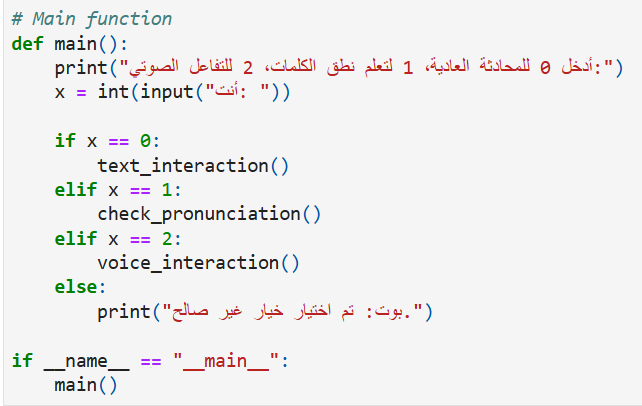 # Main function
def main():
    print("أدخل 0 للمحادثة العادية، 1 لتعلم نطق الكلمات، 2 للتفاعل الصوتي:")
    x = int(input("أنت: "))
    if x == 0:
        text_interaction()
    elif x == 1:
        check_pronunciation()
    elif x == 2:
        voice_interaction()
    else:
        print("بوت: تم اختيار خيار غير صالح.")
if __name__ == "__main__":
    main()